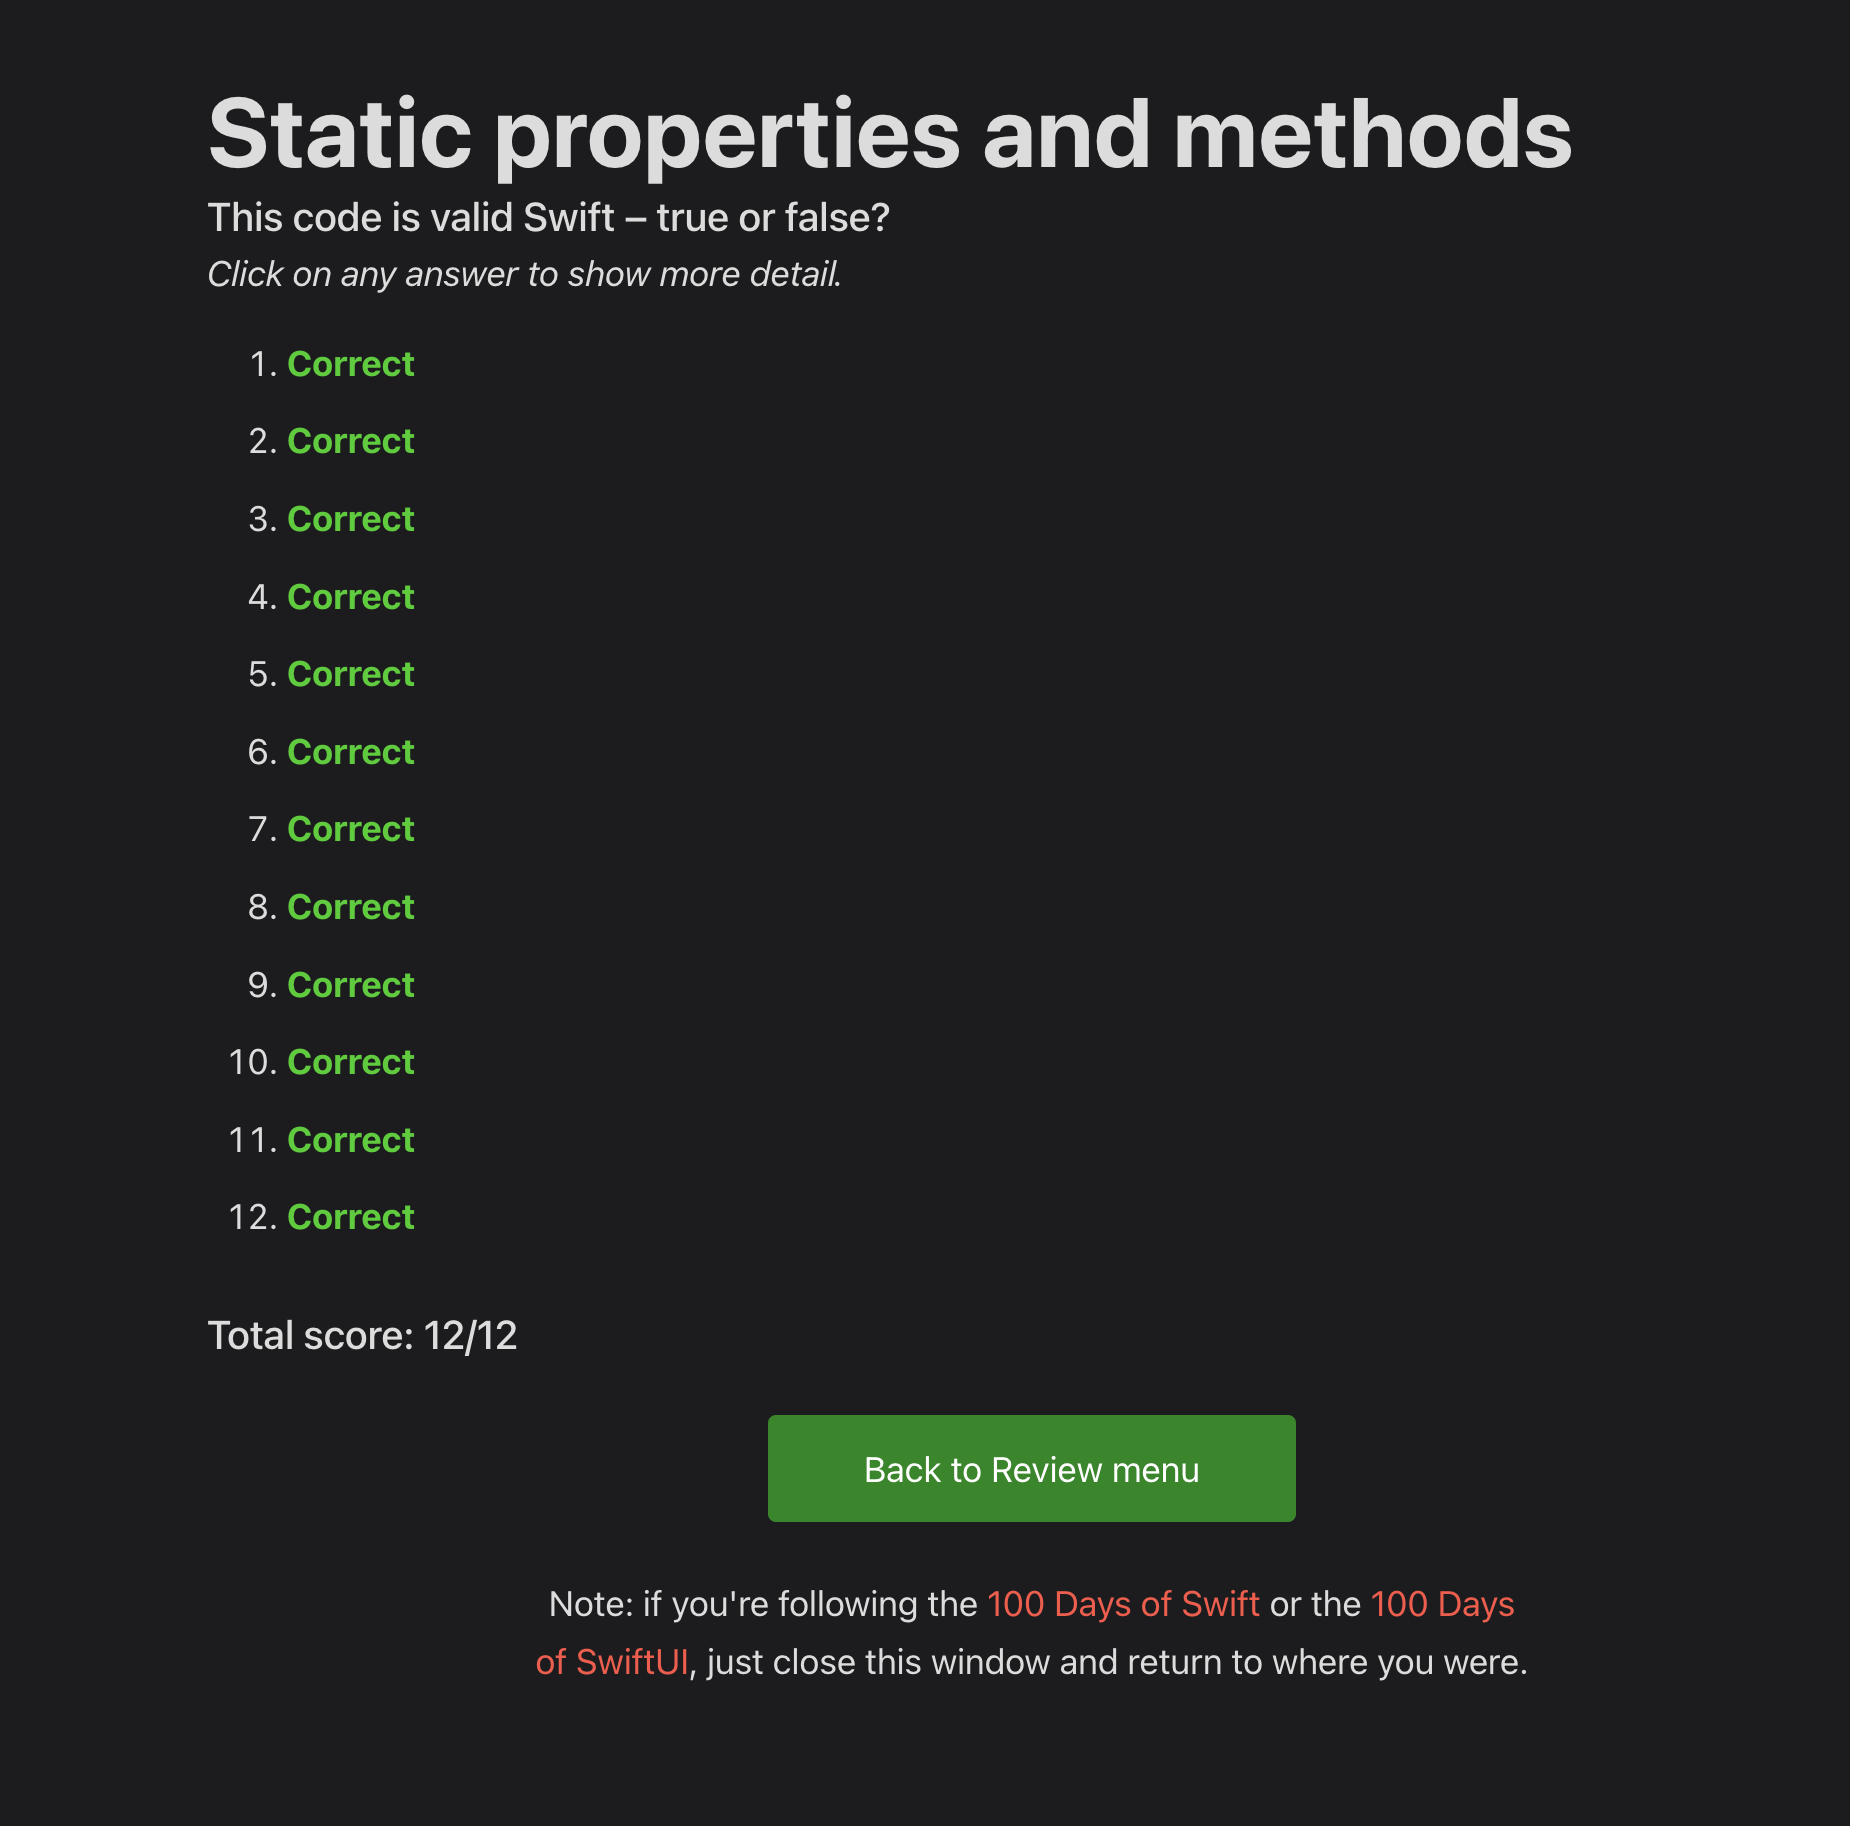 Static properties and methods
This code is valid Swift – true or false?
Click on any answer to show more detail.
1. Correct
2. Correct
3. Correct
4. Correct
5. Correct
6. Correct
7. Correct
8. Correct
9. Correct
10. Correct
11. Correct
12. Correct
Total score: 12/12
Back to Review menu
Note: if you're following the 100 Days of Swift or the 100 Days
of SwiftUI, just close this window and return to where you were.